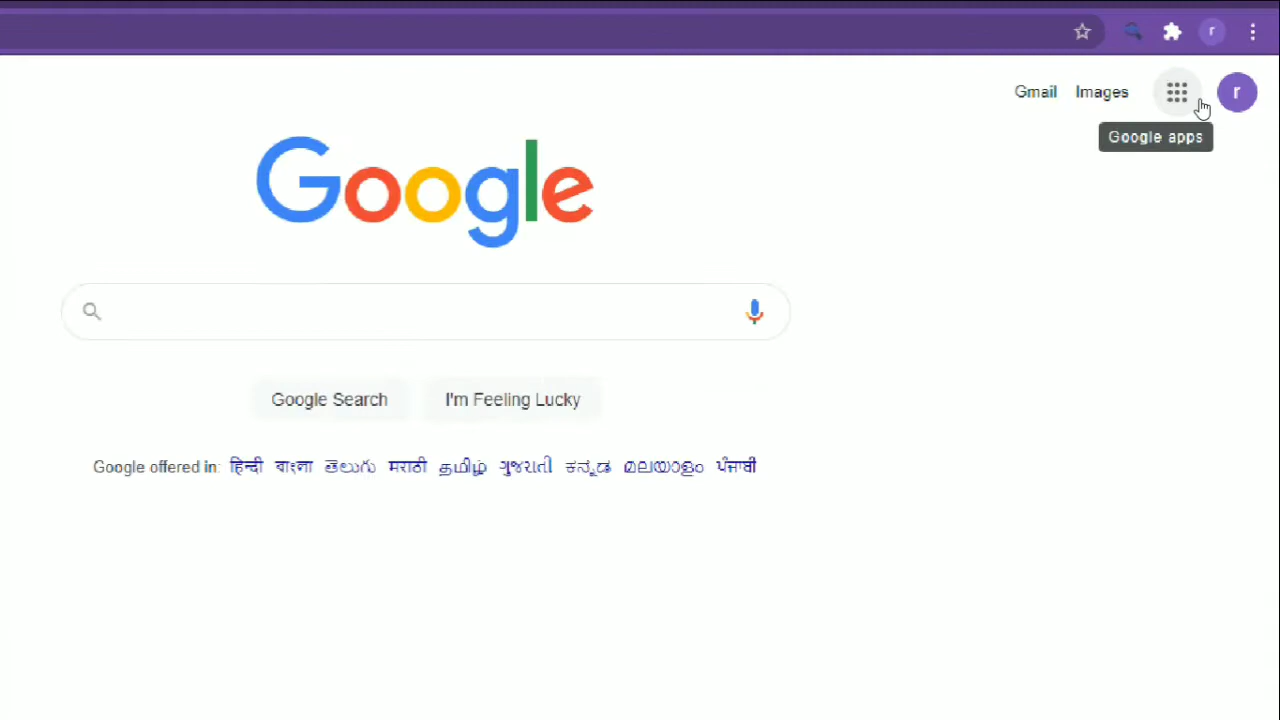 r
Gmail Images r
Google apps
Google
Google Search I'm Feeling Lucky
Google offered in: हिन्दी বাংলা తెలుగు मराठी தமிழ் ગુજરાતી ಕನ್ನಡ മലയാളം ਪੰਜਾਬੀ